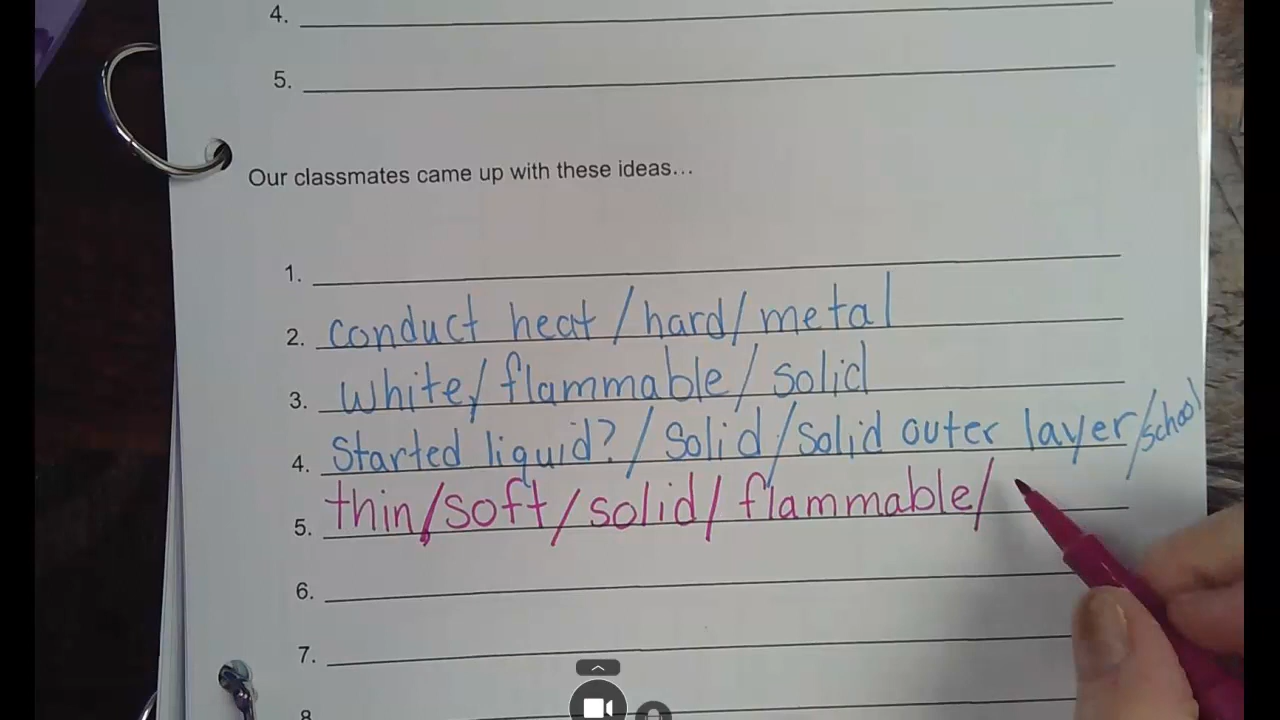 4.
5.
Our classmates came up with these ideas...
1.
2. conduct heat / hard / metal
3. white / flammable / solid
4. Started liquid? / Solid / solid outer layer / school
5. thin / soft / solid / flammable /
6.
7.
8